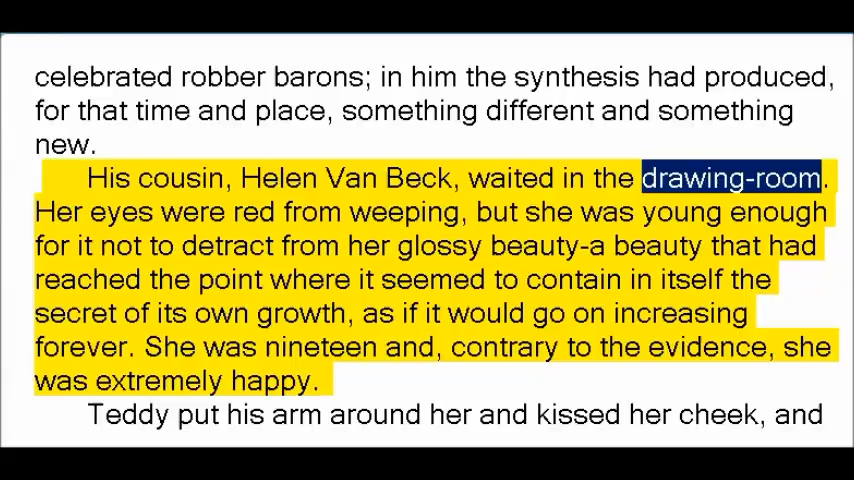 celebrated robber barons; in him the synthesis had produced,
for that time and place, something different and something
new.
His cousin, Helen Van Beck, waited in the drawing-room.
Her eyes were red from weeping, but she was young enough
for it not to detract from her glossy beauty-a beauty that had
reached the point where it seemed to contain in itself the
secret of its own growth, as if it would go on increasing
forever. She was nineteen and, contrary to the evidence, she
was extremely happy.
Teddy put his arm around her and kissed her cheek, and